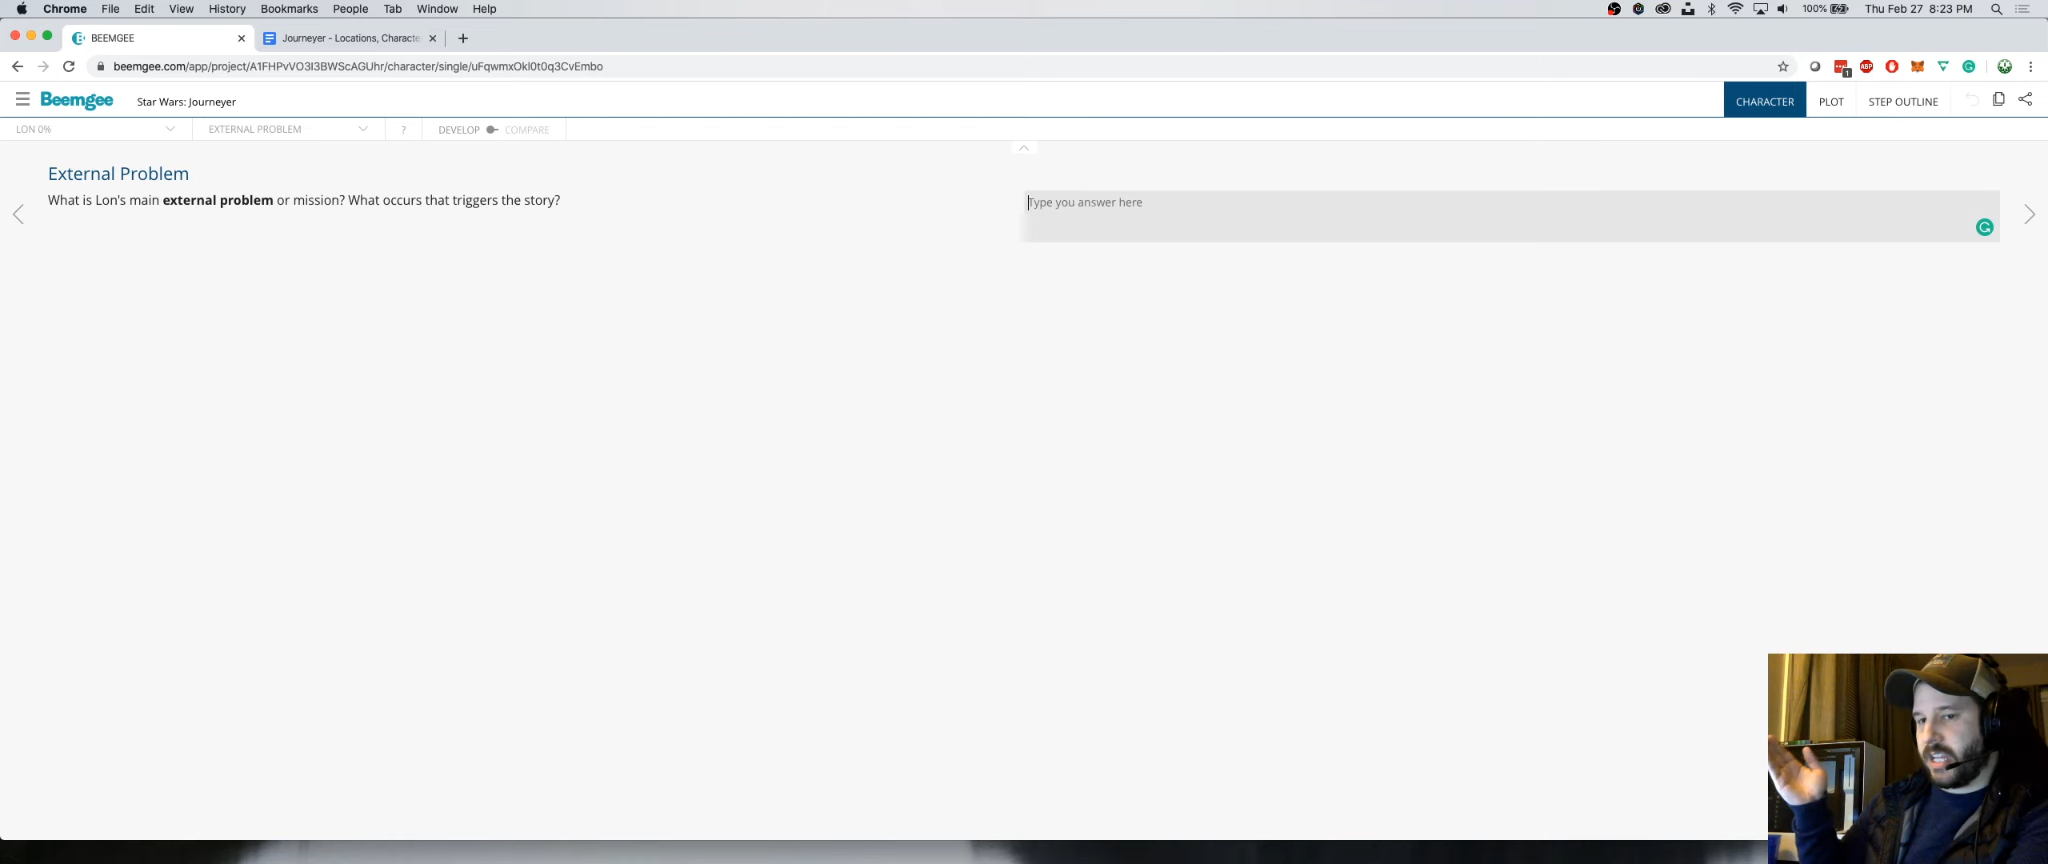 Chrome File Edit View History Bookmarks People Tab Window Help 100% Thu Feb 27 8:23 PM
BEEMGEE Journeyer - Locations, Characte
beemgee.com/app/project/A1FHPvVO3I3BWScAGUhr/character/single/uFqwmxOkI0t0q3CvEmbo ABP 1
Beemgee Star Wars: Journeyer CHARACTER PLOT STEP OUTLINE
LON 0% EXTERNAL PROBLEM ? DEVELOP COMPARE
External Problem
What is Lon's main external problem or mission? What occurs that triggers the story?
Type you answer here